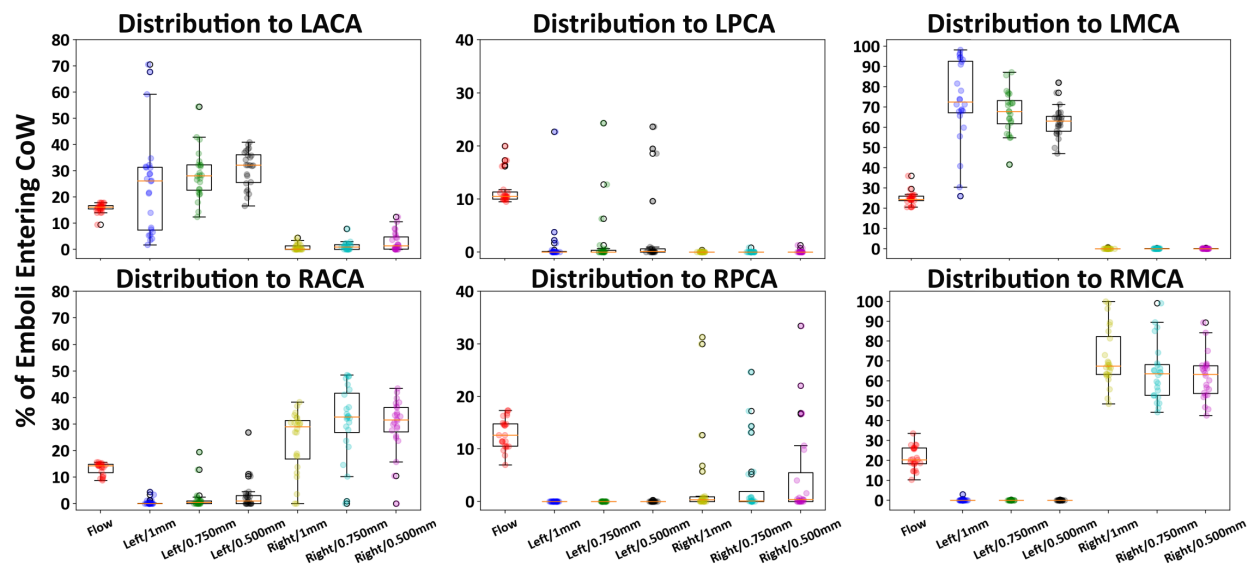 Distribution to LACA
Distribution to LPCA
Distribution to LMCA
80
70
60
50
40
30
20
10
0
40
30
20
10
0
100
90
80
70
60
50
40
30
20
10
0
% of Emboli Entering CoW
Distribution to RACA
Distribution to RPCA
Distribution to RMCA
80
70
60
50
40
30
20
10
0
40
30
20
10
0
100
90
80
70
60
50
40
30
20
10
0
Flow
Left/1mm
Left/0.750mm
Left/0.500mm
Right/1mm
Right/0.750mm
Right/0.500mm
Flow
Left/1mm
Left/0.750mm
Left/0.500mm
Right/1mm
Right/0.750mm
Right/0.500mm
Flow
Left/1mm
Left/0.750mm
Left/0.500mm
Right/1mm
Right/0.750mm
Right/0.500mm